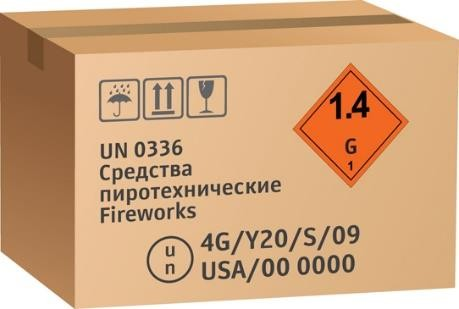 1.4
G
1
UN 0336
Средства
пиротехнические
Fireworks
u
n
4G/Y20/S/09
USA/00 0000